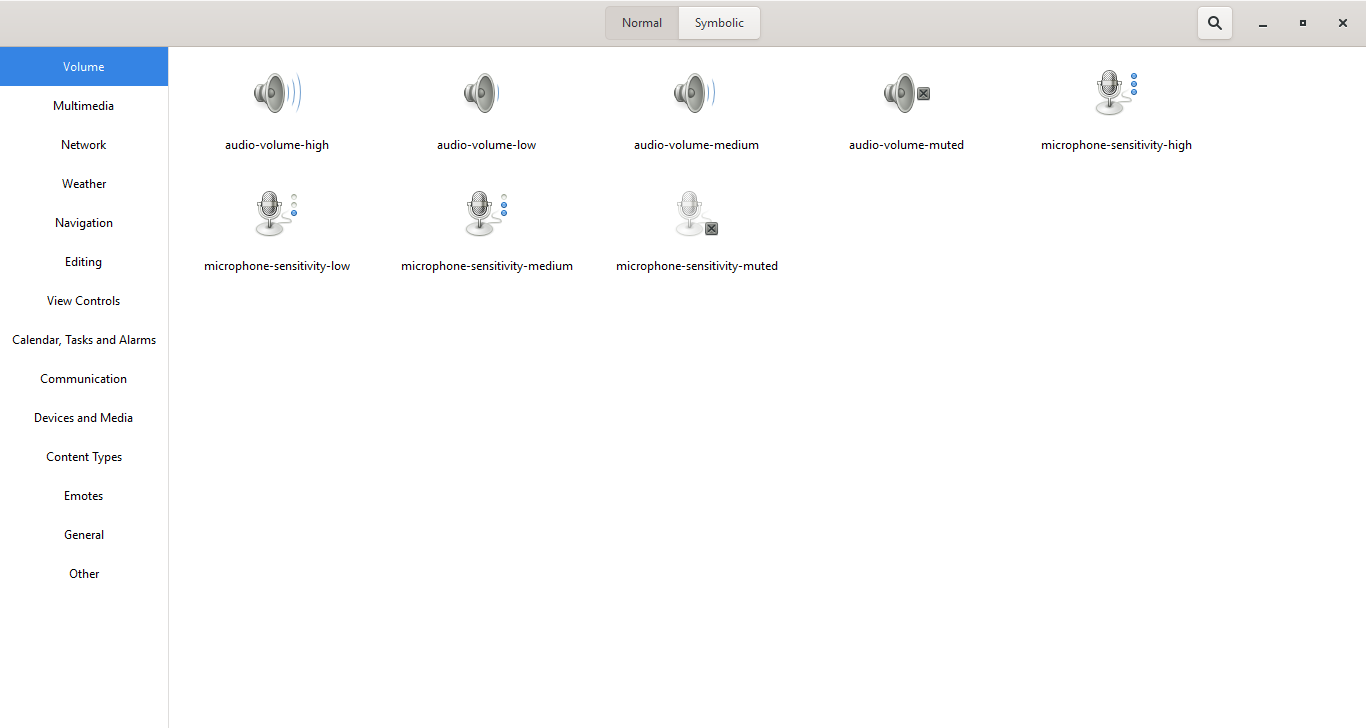 Normal
Symbolic
Volume
Multimedia
Network
Weather
Navigation
Editing
View Controls
Calendar, Tasks and Alarms
Communication
Devices and Media
Content Types
Emotes
General
Other
audio-volume-high
audio-volume-low
audio-volume-medium
audio-volume-muted
microphone-sensitivity-high
microphone-sensitivity-low
microphone-sensitivity-medium
microphone-sensitivity-muted